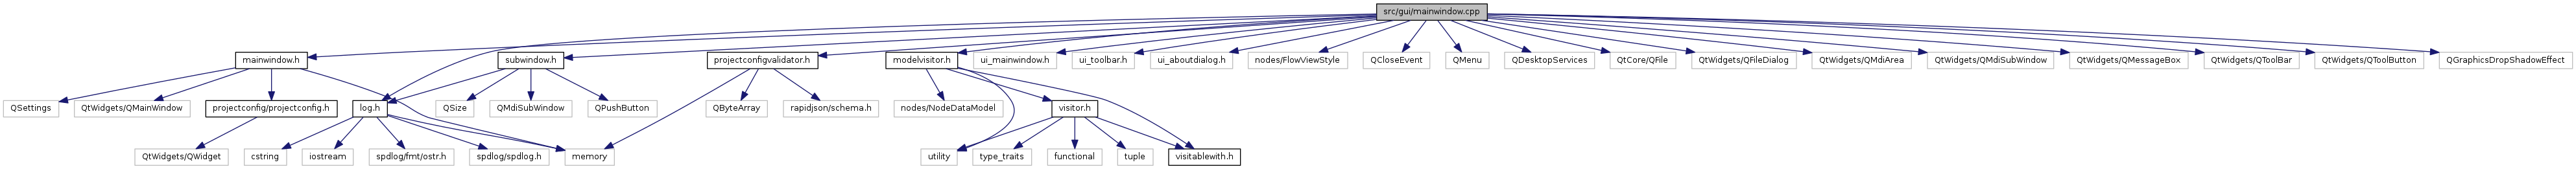 src/gui/mainwindow.cpp
mainwindow.h
subwindow.h
projectconfigvalidator.h
modelvisitor.h
ui_mainwindow.h
ui_toolbar.h
ui_aboutdialog.h
nodes/FlowViewStyle
QCloseEvent
QMenu
QDesktopServices
QtCore/QFile
QtWidgets/QFileDialog
QtWidgets/QMdiArea
QtWidgets/QMdiSubWindow
QtWidgets/QMessageBox
QtWidgets/QToolBar
QtWidgets/QToolButton
QGraphicsDropShadowEffect
QSettings
QtWidgets/QMainWindow
projectconfig/projectconfig.h
log.h
QSize
QMdiSubWindow
QPushButton
QByteArray
rapidjson/schema.h
nodes/NodeDataModel
visitor.h
QtWidgets/QWidget
cstring
iostream
spdlog/fmt/ostr.h
spdlog/spdlog.h
memory
utility
type_traits
functional
tuple
visitablewith.h